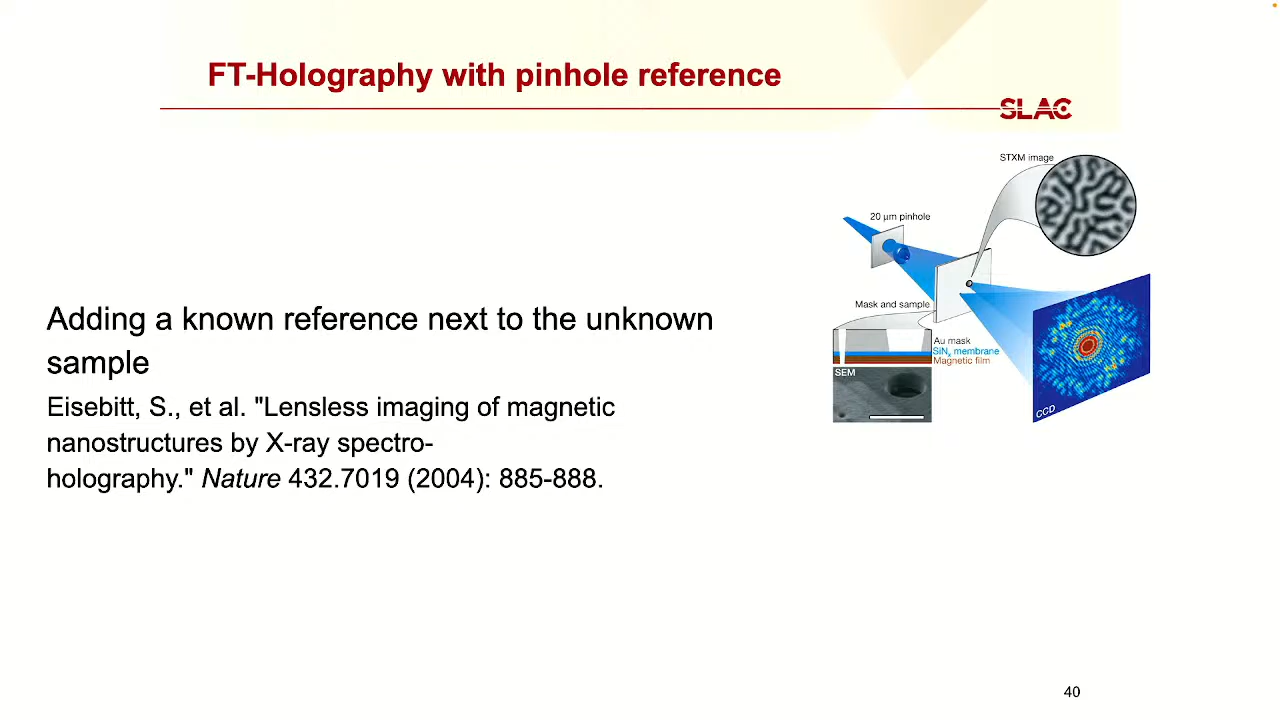 FT-Holography with pinhole reference
SLAC
STXM image
20 µm pinhole
Mask and sample
Au mask
SiNx membrane
Magnetic film
SEM
CCD
Adding a known reference next to the unknown
sample
Eisebitt, S., et al. "Lensless imaging of magnetic
nanostructures by X-ray spectro-
holography." Nature 432.7019 (2004): 885-888.
40